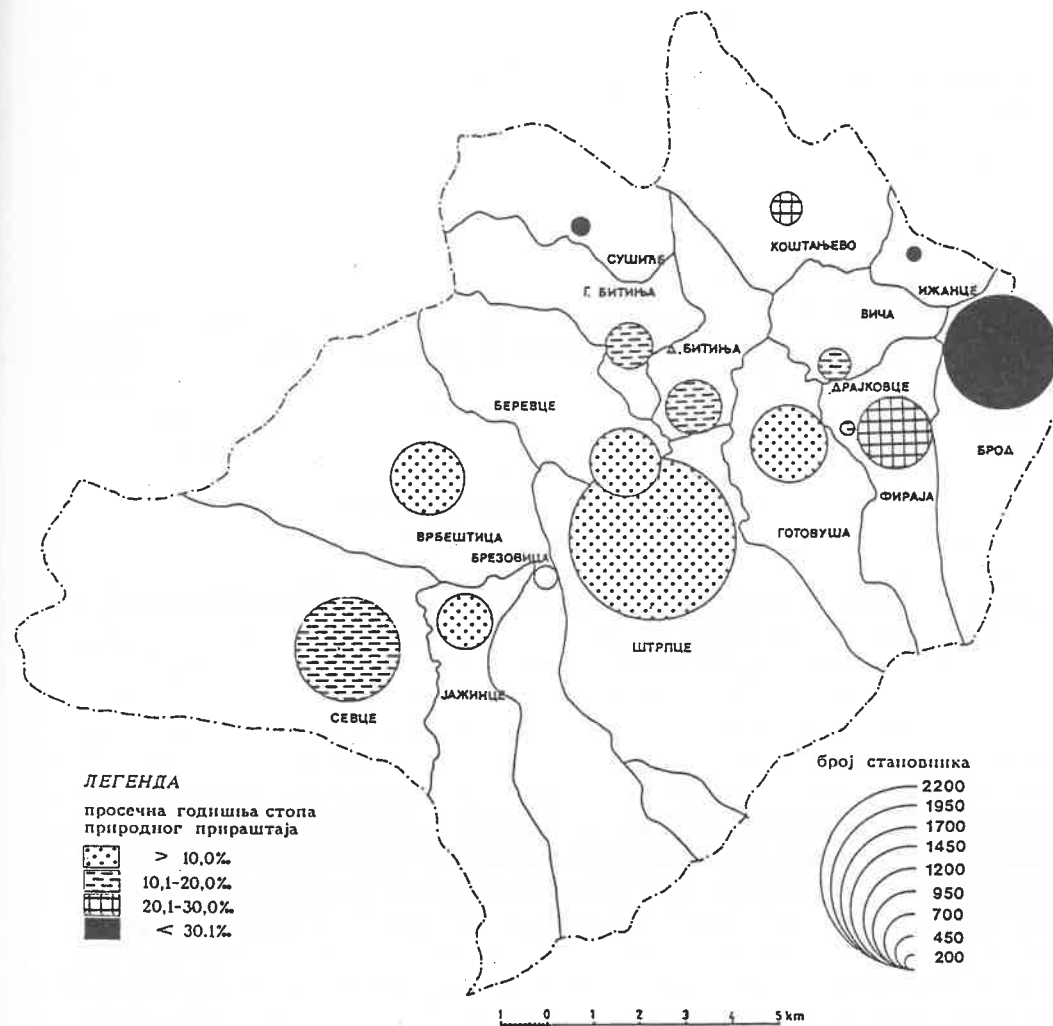 КОШТАЊЕВО
СУШИЋЕ
ИЖАНЦЕ
Г. БИТИЊА
ВИЧА
Д. БИТИЊА
ДРАЈКОВЦЕ
БЕРЕВЦЕ
БРОД
ФИРАЈА
ГОТОВУША
ВРБЕШТИЦА
БРЕЗОВИЦА
ШТРПЦЕ
ЈАЖИНЦЕ
СЕВЦЕ
ЛЕГЕНДА
просечна годишња стопа
природног прираштаја
> 10,0‰
10,1-20,0‰
20,1-30,0‰
< 30.1‰
број становника
2200
1950
1700
1450
1200
950
700
450
200
1 0 1 2 3 4 5 km